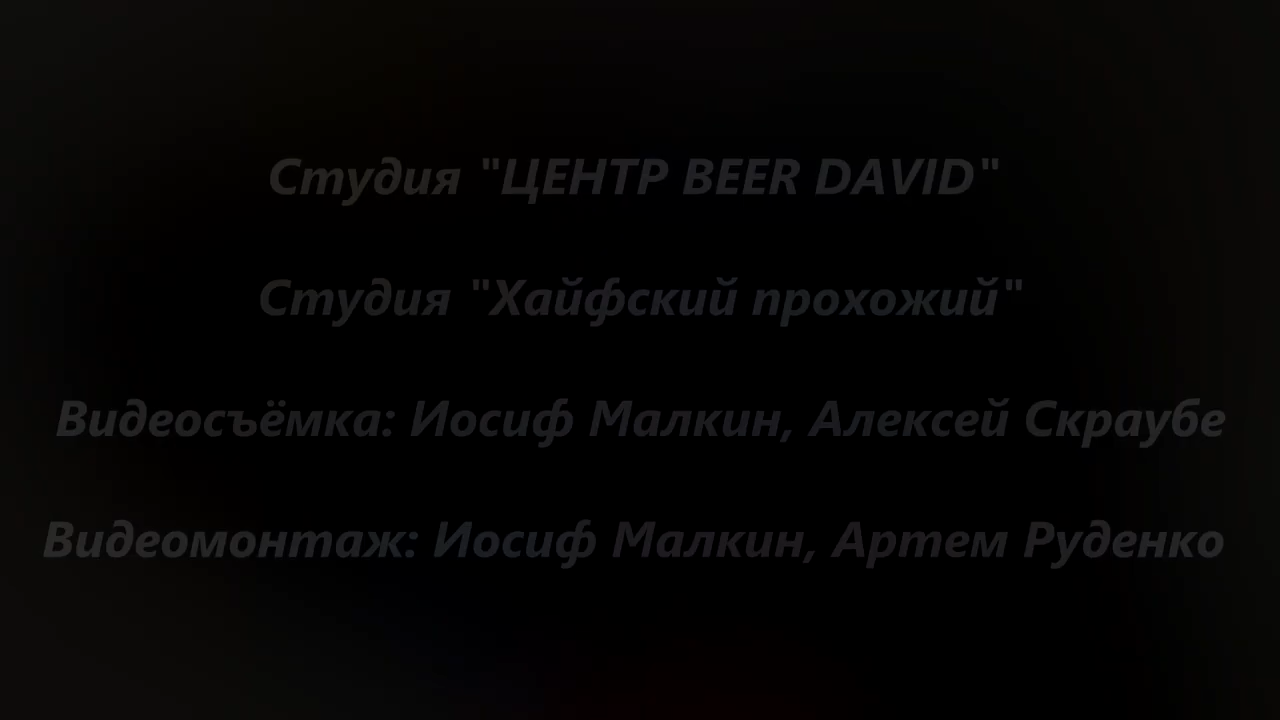 Студия "ЦЕНТР BEER DAVID"
Студия "Хайфский прохожий"
Видеосъёмка: Иосиф Малкин, Алексей Скраубе
Видеомонтаж: Иосиф Малкин, Артем Руденко